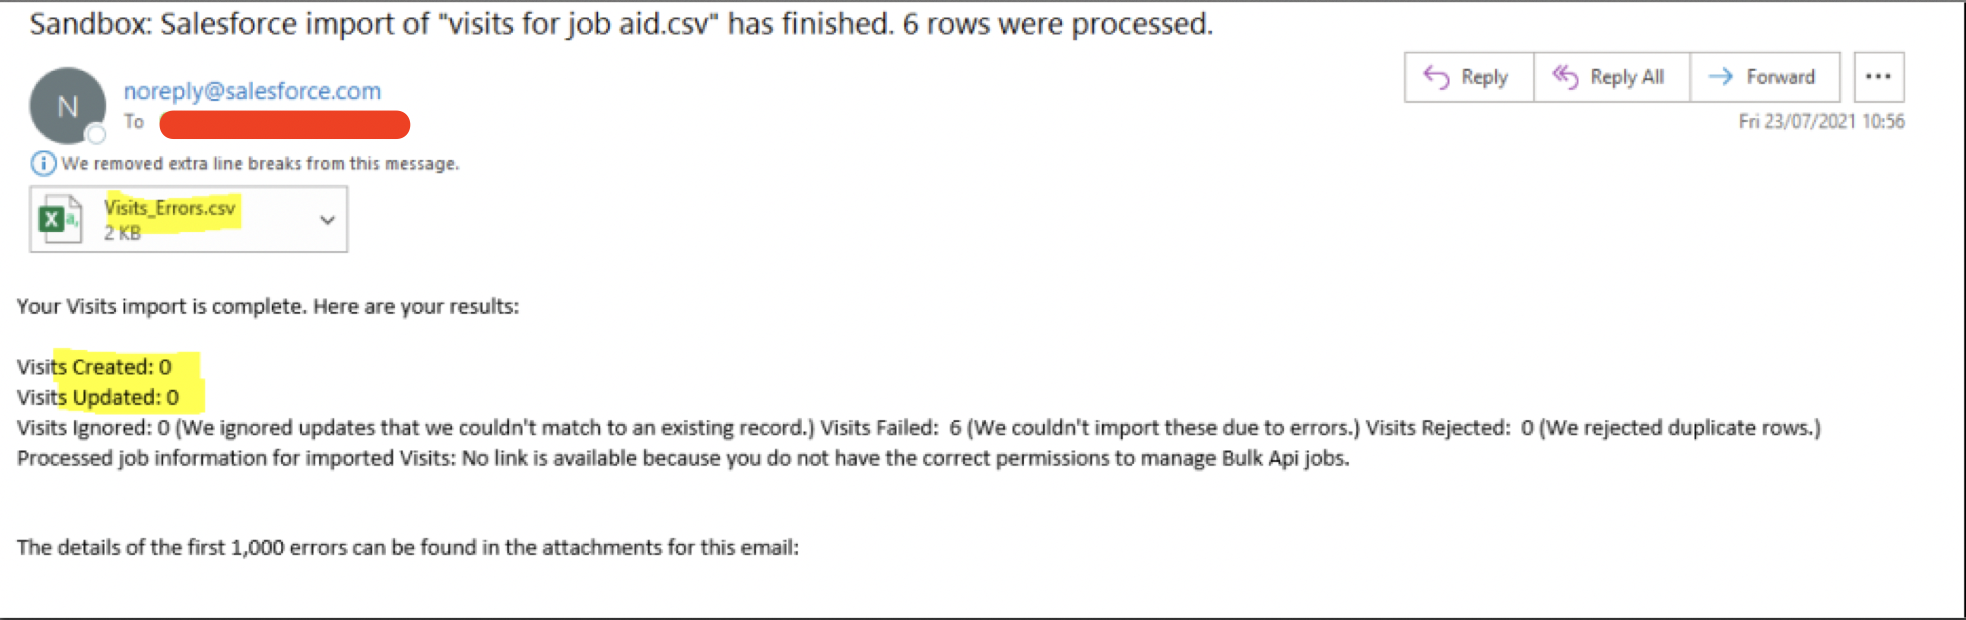 Sandbox: Salesforce import of "visits for job aid.csv" has finished. 6 rows were processed.
N
noreply@salesforce.com
To
Reply
Reply All
Forward
Fri 23/07/2021 10:56
We removed extra line breaks from this message.
Visits_Errors.csv
2 KB
Your Visits import is complete. Here are your results:
Visits Created: 0
Visits Updated: 0
Visits Ignored: 0 (We ignored updates that we couldn't match to an existing record.) Visits Failed:  6 (We couldn't import these due to errors.) Visits Rejected:  0 (We rejected duplicate rows.)
Processed job information for imported Visits: No link is available because you do not have the correct permissions to manage Bulk Api jobs.
The details of the first 1,000 errors can be found in the attachments for this email: